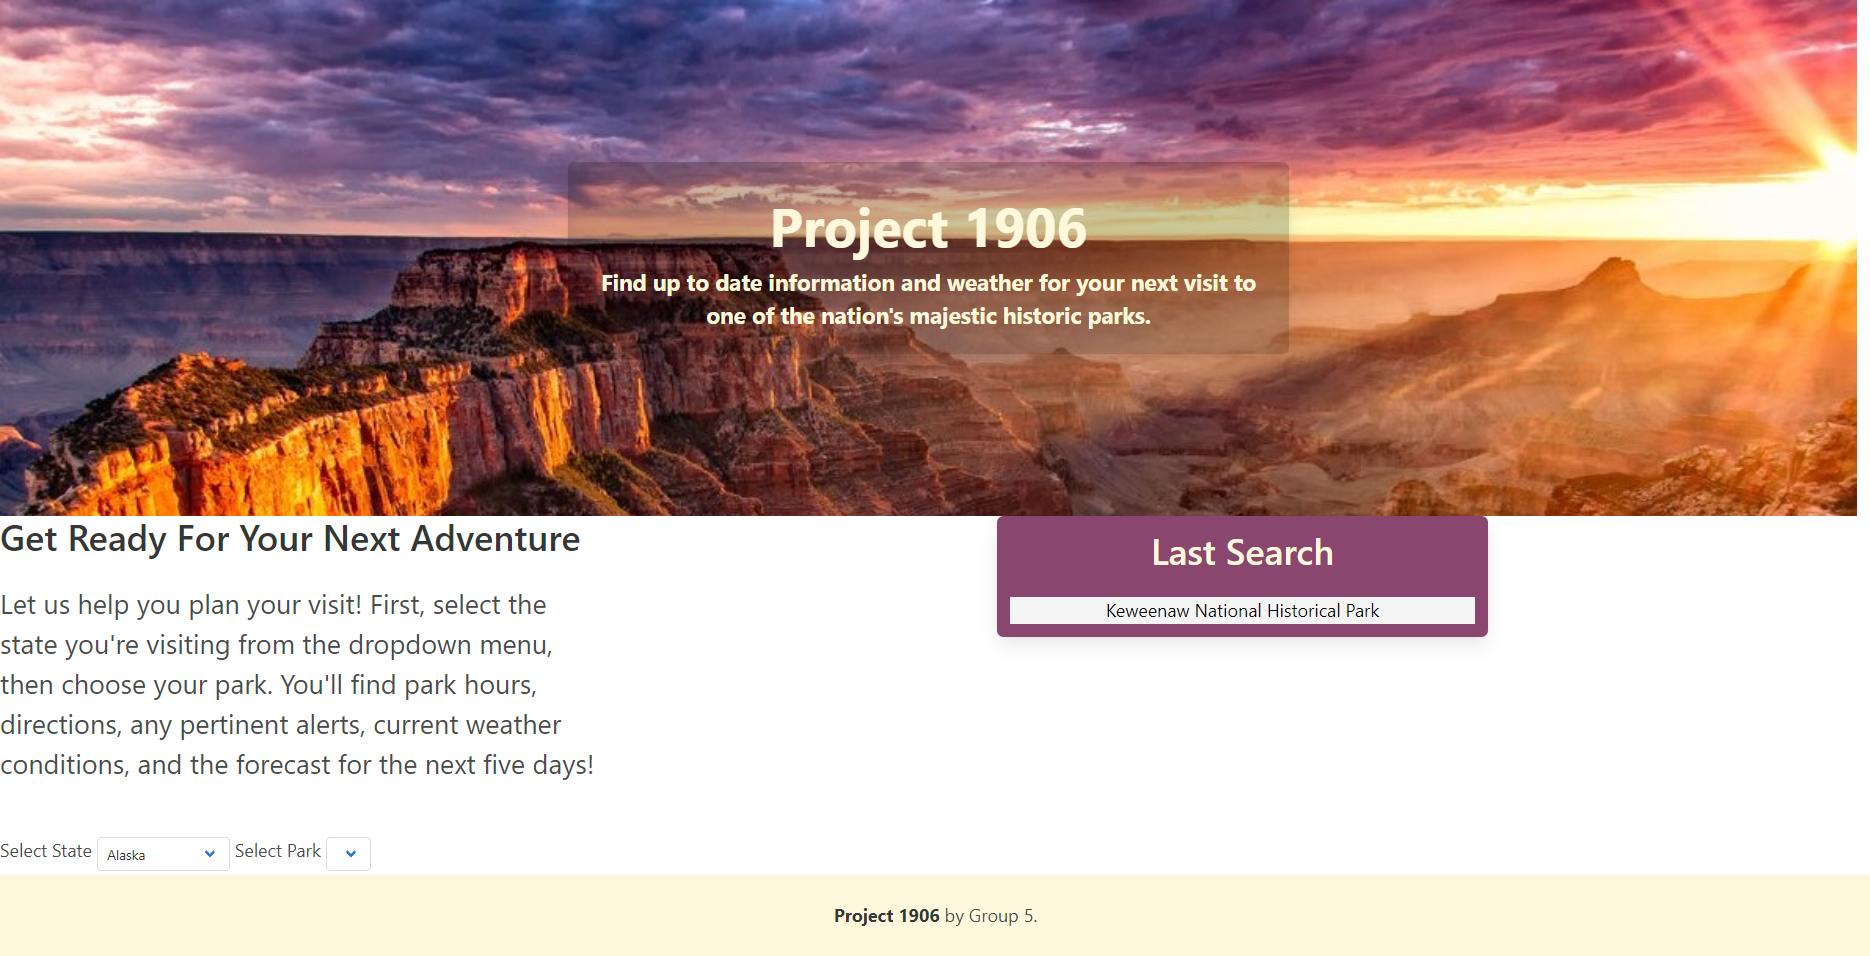 Project 1906
Find up to date information and weather for your next visit to
one of the nation's majestic historic parks.
Get Ready For Your Next Adventure
Let us help you plan your visit! First, select the
state you're visiting from the dropdown menu,
then choose your park. You'll find park hours,
directions, any pertinent alerts, current weather
conditions, and the forecast for the next five days!
Last Search
Keweenaw National Historical Park
Select State Alaska Select Park
Project 1906 by Group 5.